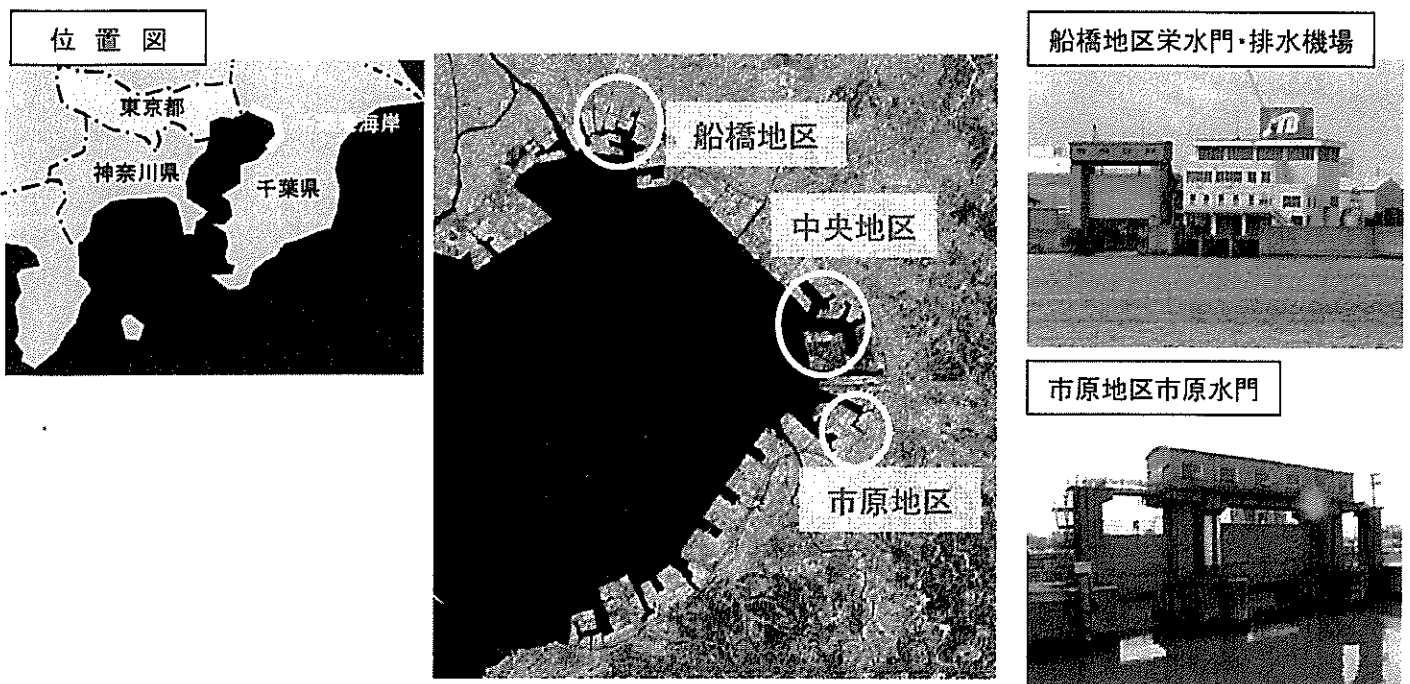 位置図
東京都
海岸
神奈川県
千葉県
船橋地区
中央地区
市原地区
船橋地区栄水門・排水機場
市原地区市原水門